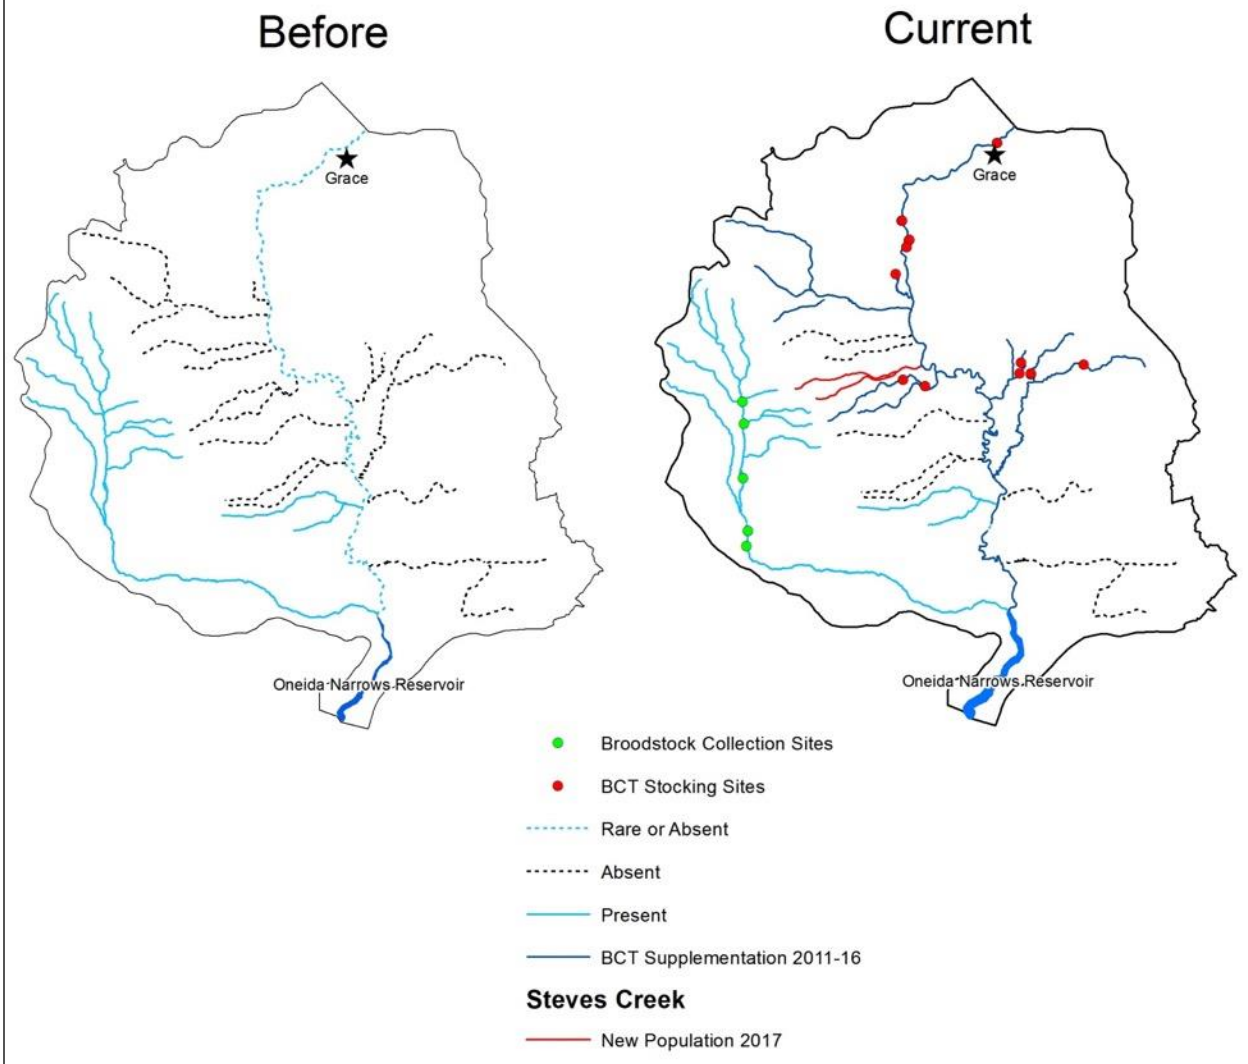 Before
Current
Grace
Grace
Oneida Narrows Reservoir
Oneida Narrows Reservoir
Broodstock Collection Sites
BCT Stocking Sites
Rare or Absent
Absent
Present
BCT Supplementation 2011-16
Steves Creek
New Population 2017